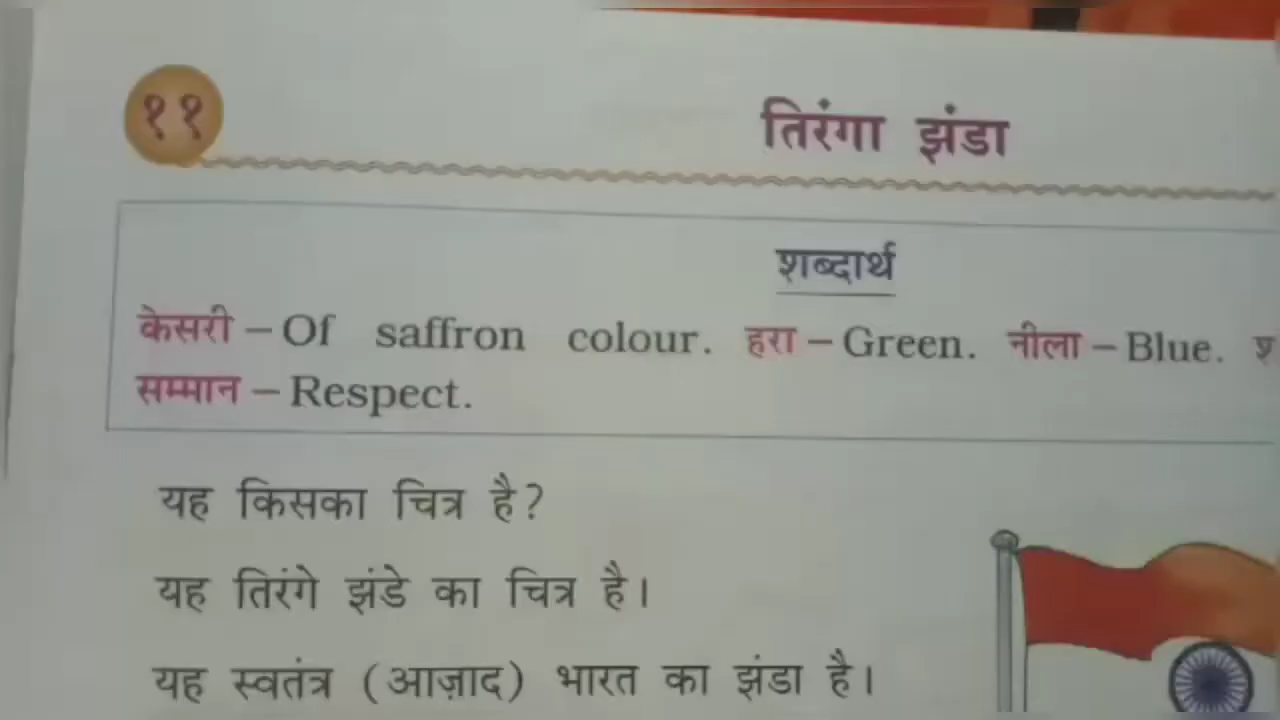 ११
तिरंगा झंडा
शब्दार्थ
केसरी – Of saffron colour. हरा – Green. नीला – Blue.
सम्मान – Respect.
यह किसका चित्र है?
यह तिरंगे झंडे का चित्र है।
यह स्वतंत्र (आज़ाद) भारत का झंडा है।